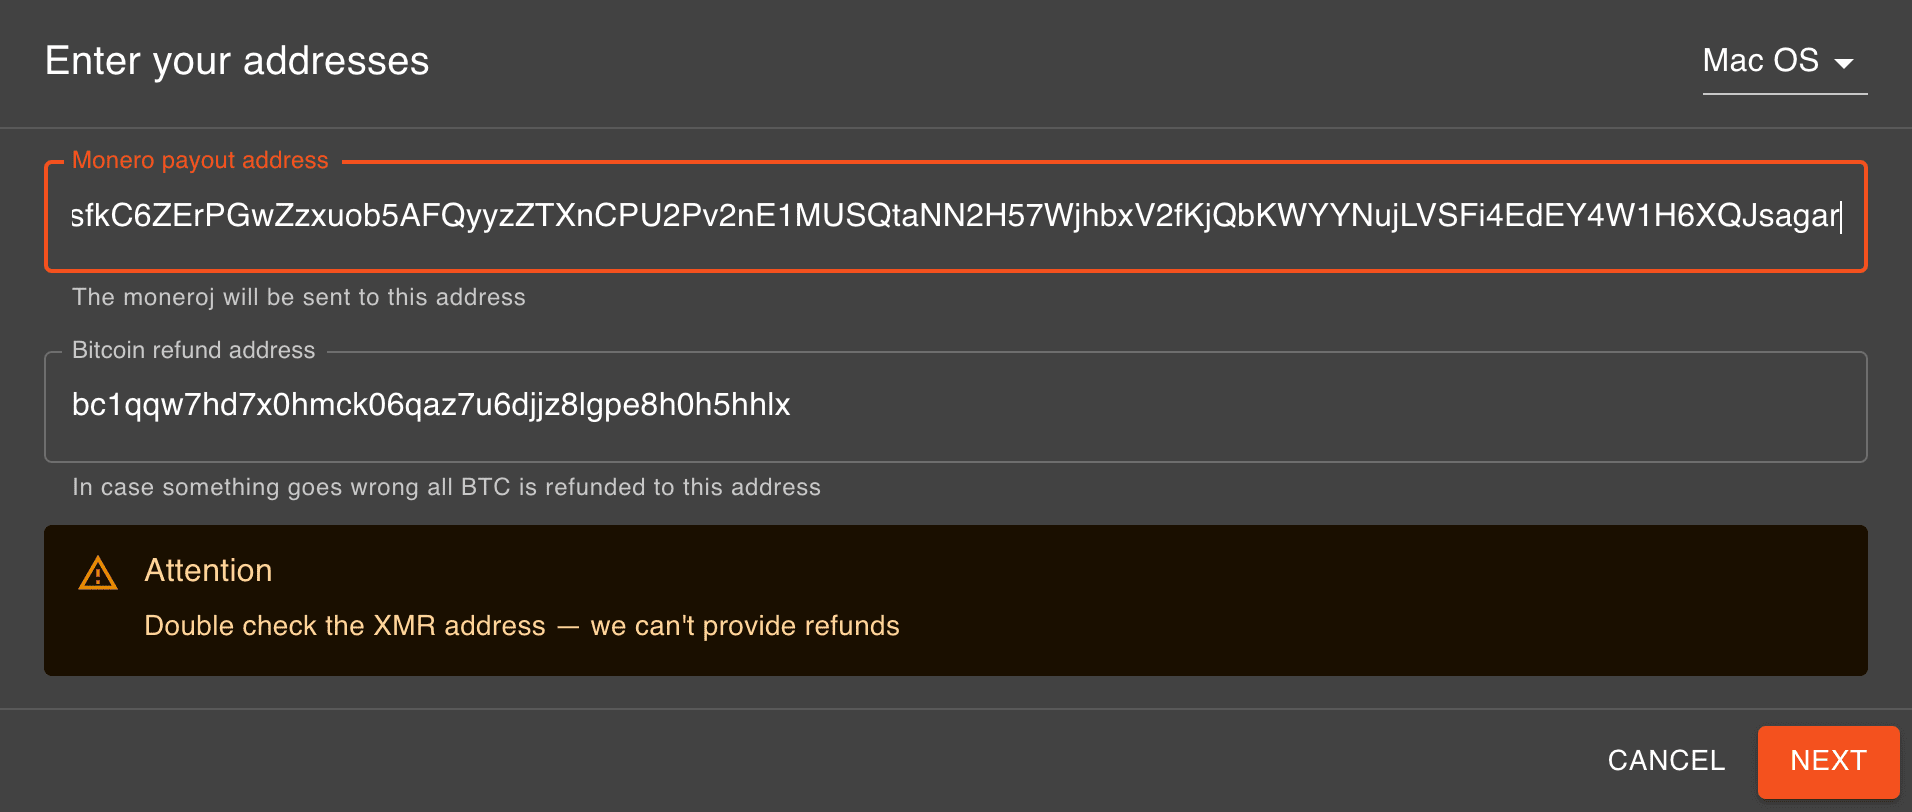 Enter your addresses
Mac OS
Monero payout address
sfkC6ZErPGwZzxuob5AFQyyzZTXnCPU2Pv2nE1MUSQtaNN2H57WjhbxV2fKjQbKWYYNujLVSFi4EdEY4W1H6XQJsagar
The moneroj will be sent to this address
Bitcoin refund address
bc1qqw7hd7x0hmck06qaz7u6djjz8lgpe8h0h5hhlx
In case something goes wrong all BTC is refunded to this address
Attention
Double check the XMR address — we can't provide refunds
CANCEL
NEXT